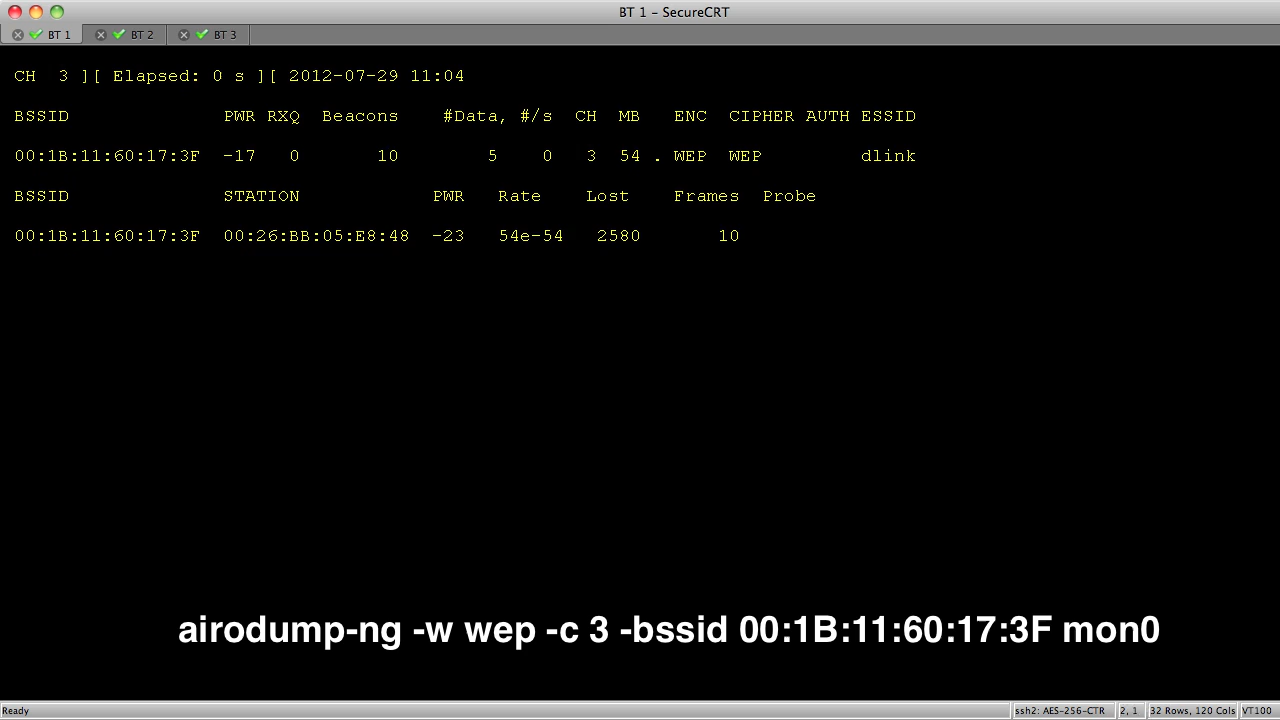 BT 1 – SecureCRT
BT 1 BT 2 BT 3
CH 3 ][ Elapsed: 0 s ][ 2012-07-29 11:04
BSSID PWR RXQ Beacons #Data, #/s CH MB ENC CIPHER AUTH ESSID
00:1B:11:60:17:3F -17 0 10 5 0 3 54 . WEP WEP dlink
BSSID STATION PWR Rate Lost Frames Probe
00:1B:11:60:17:3F 00:26:BB:05:E8:48 -23 54e-54 2580 10
airodump-ng -w wep -c 3 -bssid 00:1B:11:60:17:3F mon0
Ready ssh2: AES-256-CTR 2, 1 32 Rows, 120 Cols VT100